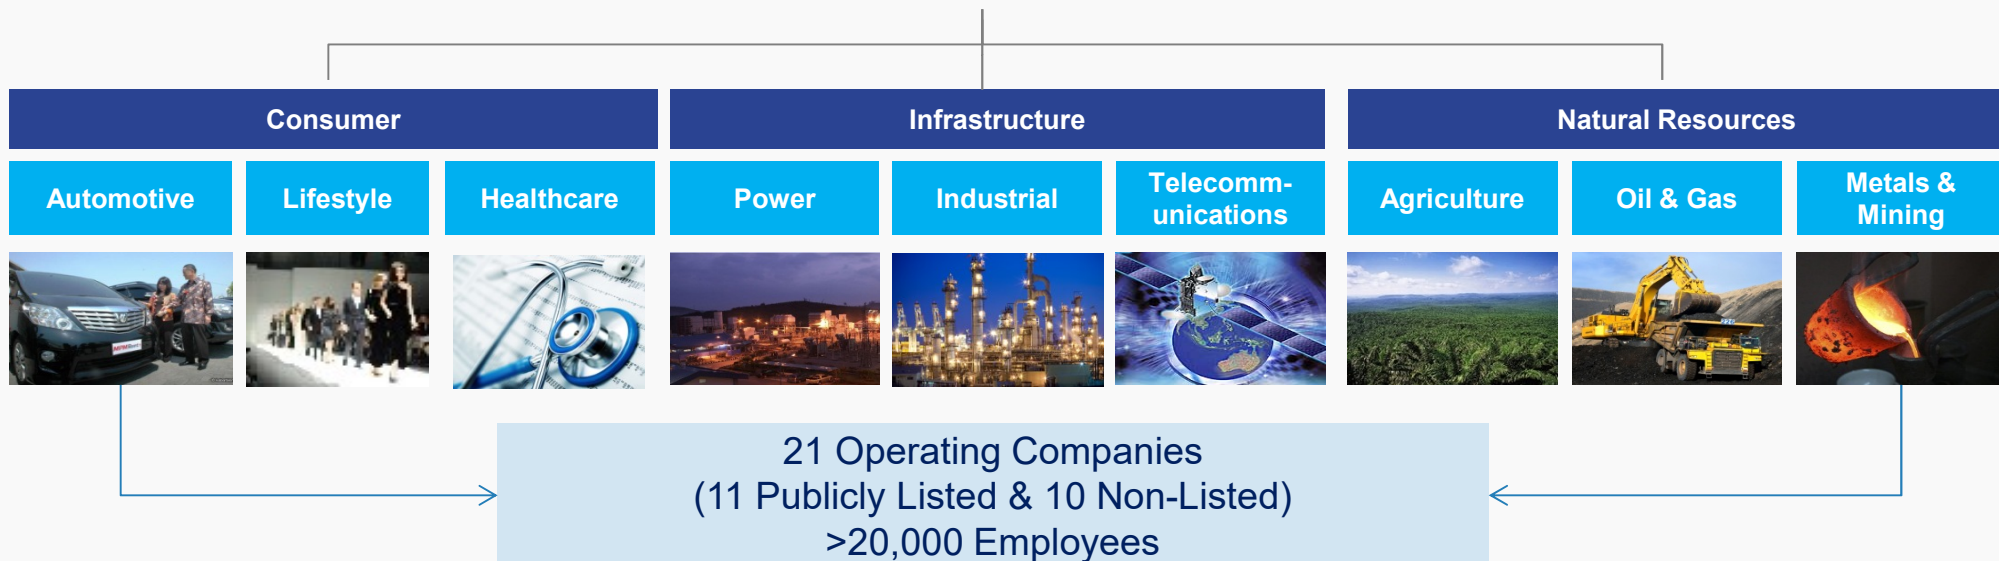 Consumer
Infrastructure
Natural Resources
Automotive
Lifestyle
Healthcare
Power
Industrial
Telecomm-
unications
Agriculture
Oil & Gas
Metals &
Mining
21 Operating Companies
(11 Publicly Listed & 10 Non-Listed)
>20,000 Employees